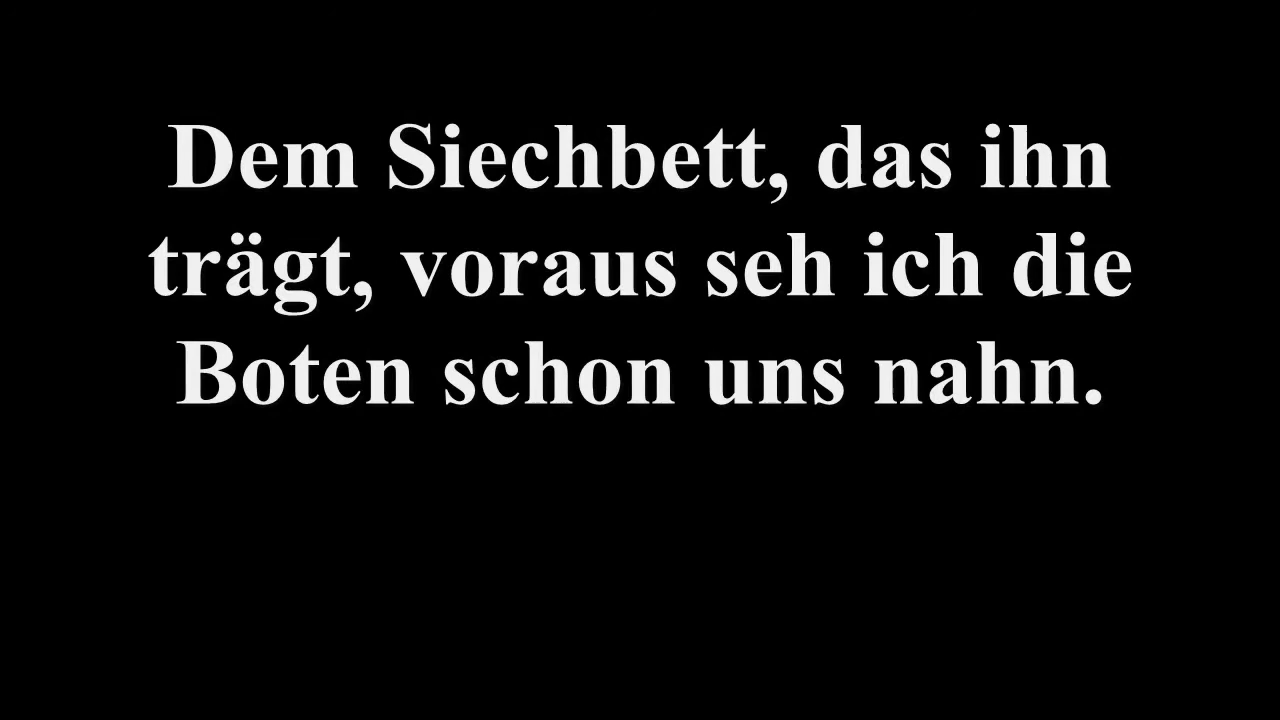 Dem Siechbett, das ihn
trägt, voraus seh ich die
Boten schon uns nahn.